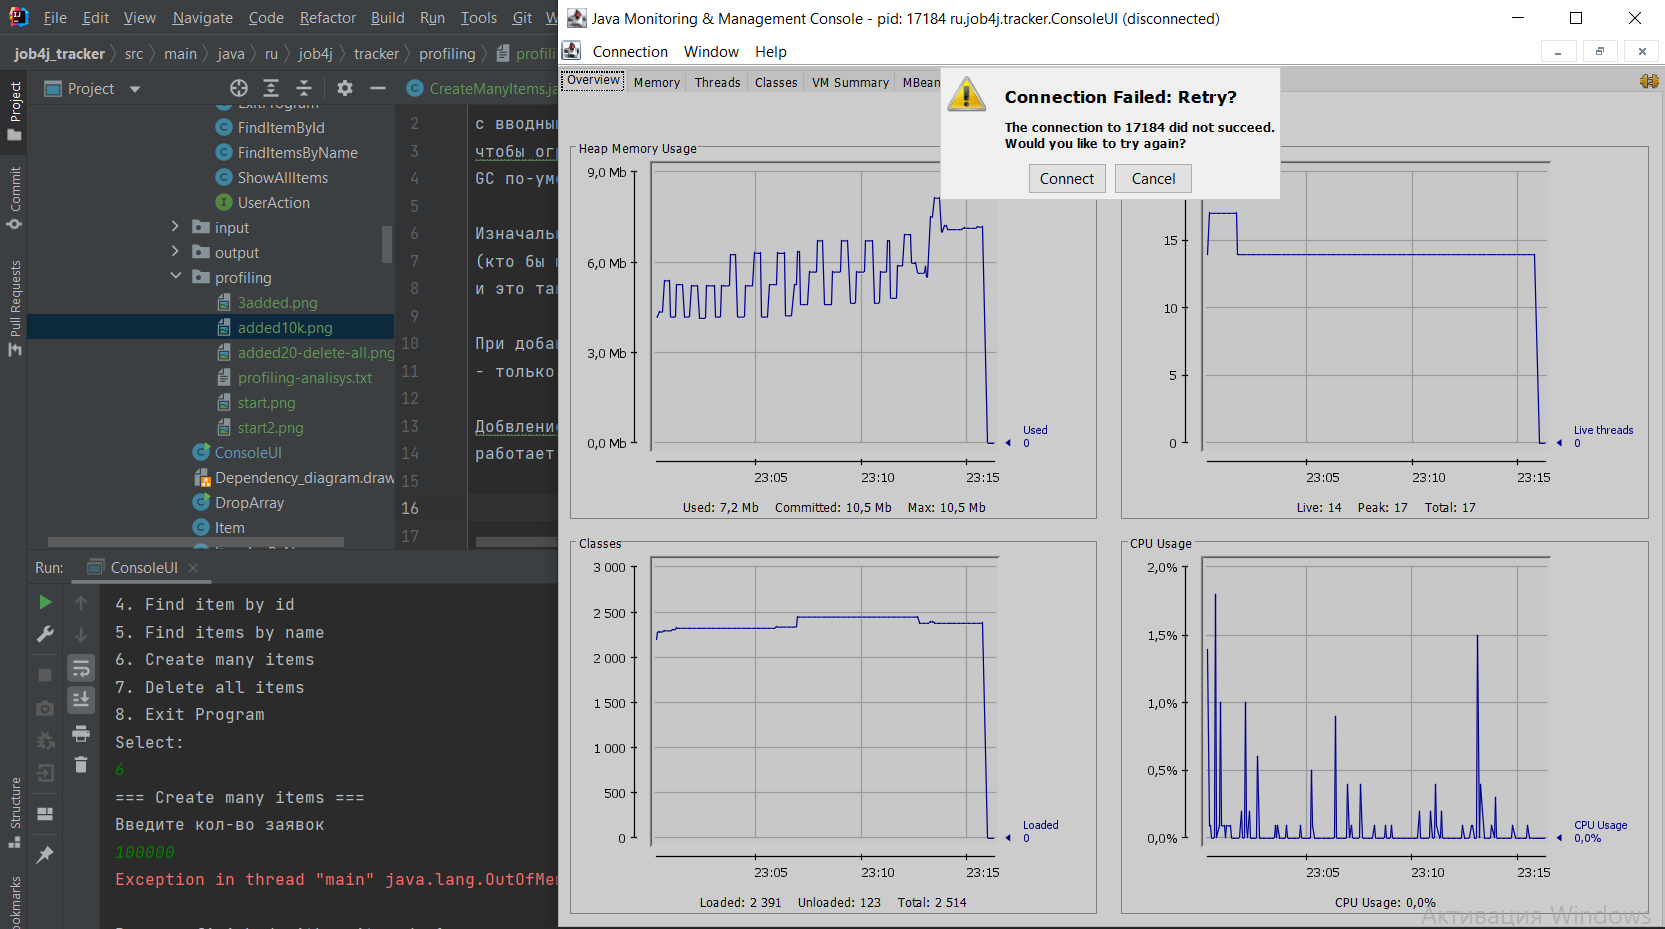 File Edit View Navigate Code Refactor Build Run Tools Git W
job4j_tracker src main java ru job4j tracker profiling profilin
Project
CreateManyItems.ja
ExitProgram
FindItemById
FindItemsByName
ShowAllItems
UserAction
input
output
profiling
3added.png
added10k.png
added20-delete-all.png
profiling-analisys.txt
start.png
start2.png
ConsoleUI
Dependency_diagram.draw
DropArray
Item
Project
Commit
Pull Requests
Structure
ookmarks
2 с вводным
3 чтобы огр
4 GC по-умо
5
6 Изначальн
7 (кто бы
8 и это так
9
10 При добав
11 - только
12
13 Добвление
14 работает
15
16
17
Run: ConsoleUI
4. Find item by id
5. Find items by name
6. Create many items
7. Delete all items
8. Exit Program
Select:
6
=== Create many items ===
Введите кол-во заявок
100000
Exception in thread "main" java.lang.OutOfMe
Java Monitoring & Management Console - pid: 17184 ru.job4j.tracker.ConsoleUI (disconnected)
Connection Window Help
Overview Memory Threads Classes VM Summary MBean
Connection Failed: Retry?
The connection to 17184 did not succeed.
Would you like to try again?
Connect Cancel
Heap Memory Usage
9,0 Mb
6,0 Mb
3,0 Mb
0,0 Mb
Used
0
23:05 23:10 23:15
Used: 7,2 Mb Committed: 10,5 Mb Max: 10,5 Mb
15
10
5
0
Live threads
0
23:05 23:10 23:15
Live: 14 Peak: 17 Total: 17
Classes
3 000
2 500
2 000
1 500
1 000
500
0
Loaded
0
23:05 23:10 23:15
Loaded: 2 391 Unloaded: 123 Total: 2 514
CPU Usage
2,0%
1,5%
1,0%
0,5%
0,0%
CPU Usage
0,0%
23:05 23:10 23:15
CPU Usage: 0,0%
Активация Windows